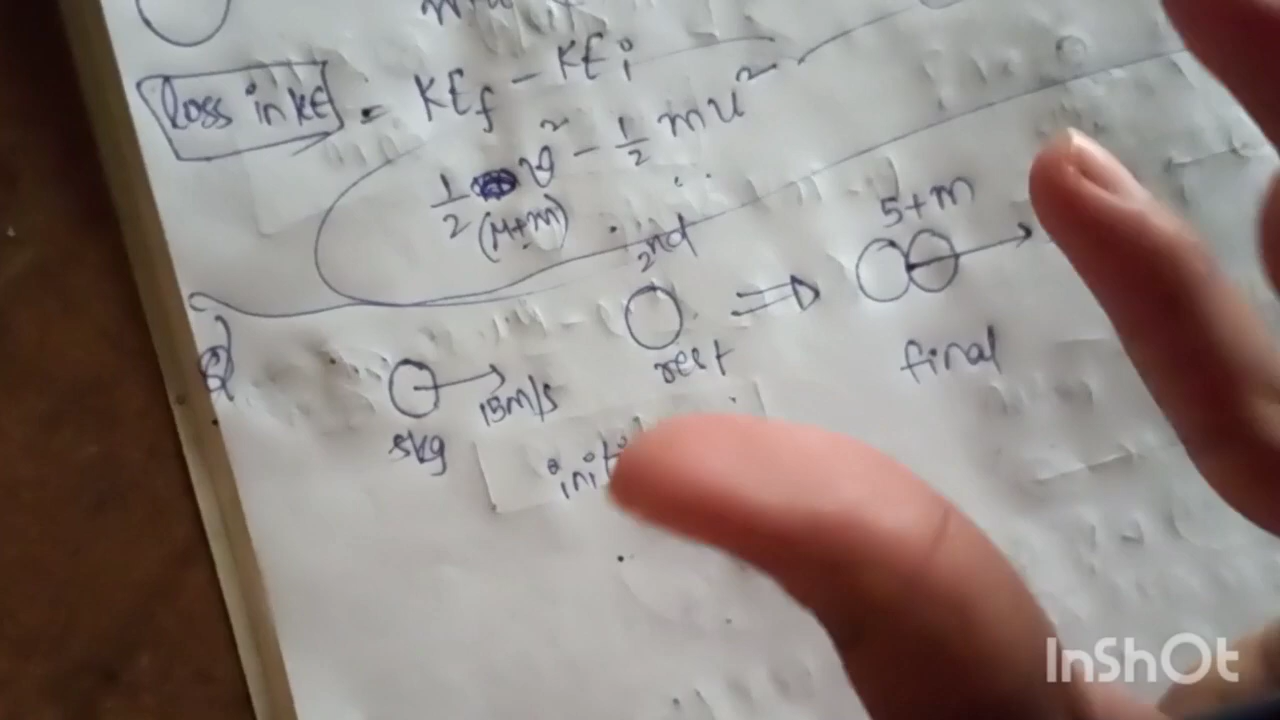 loss in KE = KEf - KEi
1/2 (M+m) v² - 1/2 mu²
2nd
5+m
Q
15m/s
rest
final
5kg
InShOt